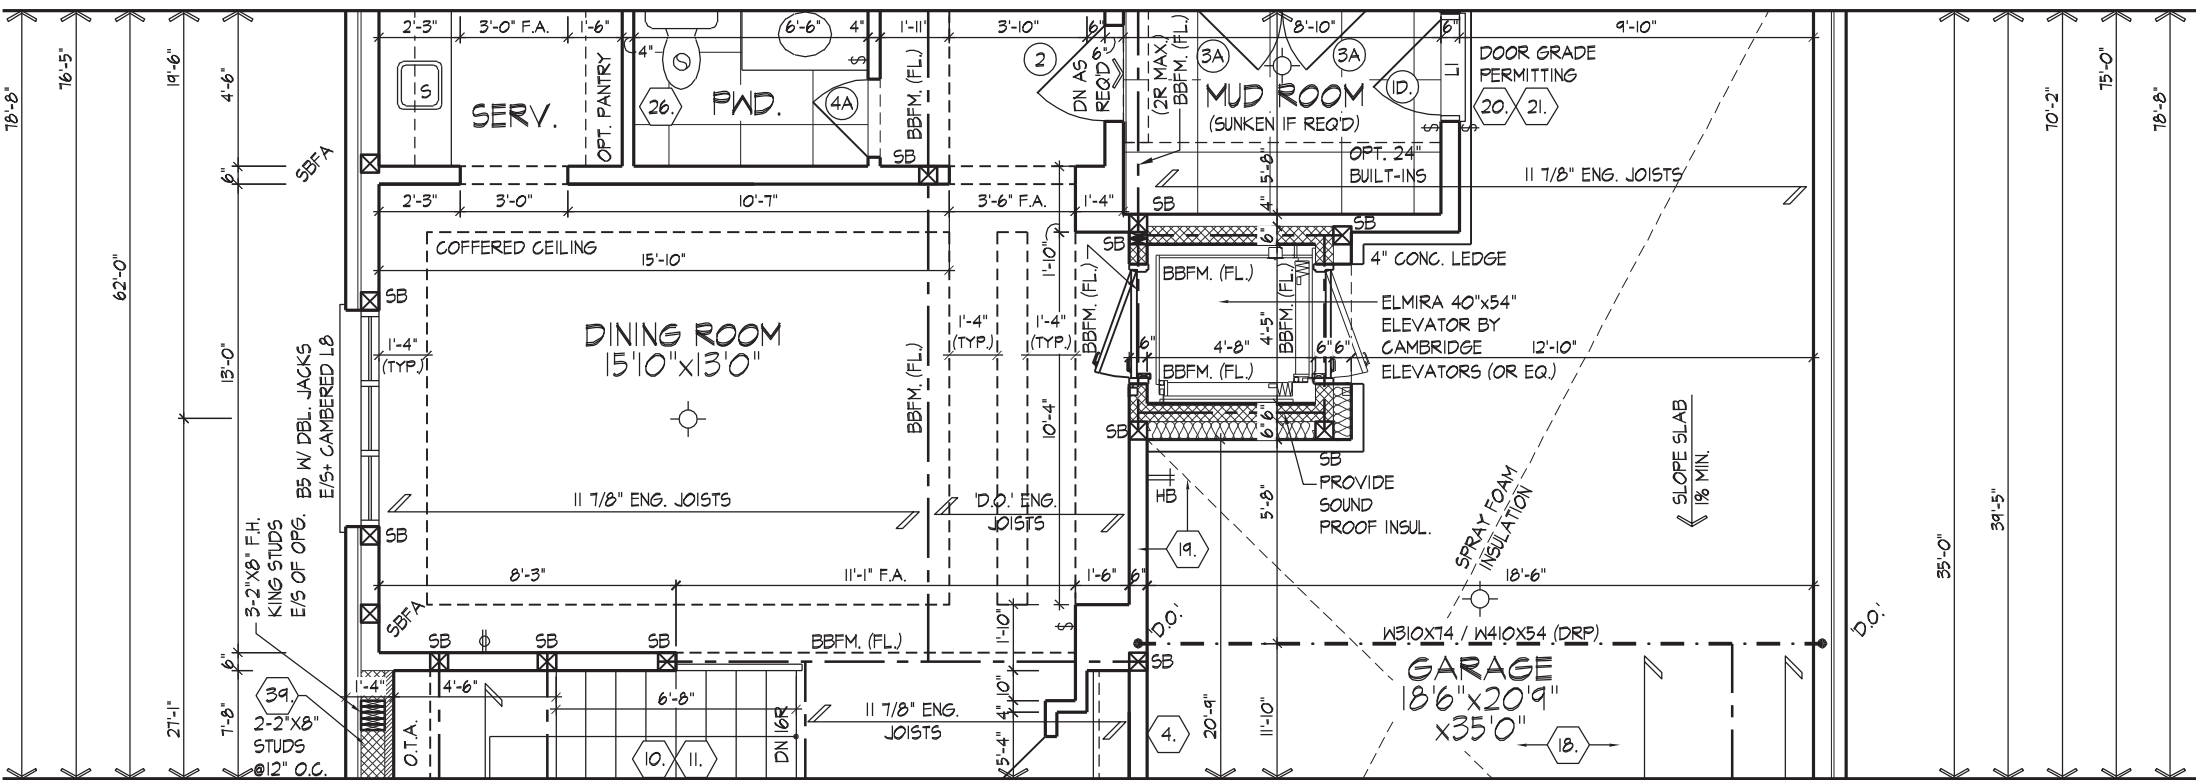 2'-3"
3'-0" F.A.
1'-6"
6'-6"
4"
1'-11"
3'-10"
6"
8'-10"
6"
9'-10"
4"
S
S
SERV.
OPT. PANTRY
26.
PWD.
4A
BBFM. (FL.)
2
DN AS
REQ'D
6"
(2R MAX.)
BBFM. (FL.)
3A
3A
MUD ROOM
(SUNKEN IF REQ'D)
1D.
L1
DOOR GRADE
PERMITTING
20.
21.
OPT. 24"
BUILT-INS
5'-8"
4"
11 7/8" ENG. JOISTS
78'-8"
76'-5"
19'-6"
4'-6"
6"
62'-0"
13'-0"
27'-1"
6"
7'-8"
70'-2"
75'-0"
78'-8"
39'-5"
35'-0"
SBFA
SB
2'-3"
3'-0"
10'-7"
3'-6" F.A.
1'-4"
COFFERED CEILING
15'-10"
1'-10"
DINING ROOM
15'10"x13'0"
1'-4"
(TYP.)
1'-4"
(TYP.)
1'-4"
(TYP.)
BBFM. (FL.)
10'-4"
BBFM. (FL.)
SB
SB
SB
SB
6"
BBFM. (FL.)
BBFM. (FL.)
4'-5"
6"
4'-8"
6"
6"
BBFM. (FL.)
6"
6"
SB
SB
4" CONC. LEDGE
ELMIRA 40"x54"
ELEVATOR BY
CAMBRIDGE
ELEVATORS (OR EQ.)
12'-10"
PROVIDE
SOUND
PROOF INSUL.
HB
19.
5'-8"
SPRAY FOAM
INSULATION
SLOPE SLAB
1% MIN.
SB
SB
B5 W/ DBL. JACKS
E/S+ CAMBERED L8
3-2"X8" F.H.
KING STUDS
E/S OF OPG.
11 7/8" ENG. JOISTS
'D.O.' ENG.
JOISTS
8'-3"
11'-1" F.A.
1'-6"
6"
18'-6"
SBFA
SB
SB
SB
BBFM. (FL.)
1'-10"
SB
'D.O.'
W310X74 / W410X54 (DRP)
'D.O.'
GARAGE
18'6"x20'9"
x35'0"
18.
39.
1'-4"
4'-6"
6'-8"
2-2"X8"
STUDS
@12" O.C.
O.T.A.
10.
11.
DN 16R
11 7/8" ENG.
JOISTS
10"
4"
5'-4"
4.
20'-9"
11'-10"